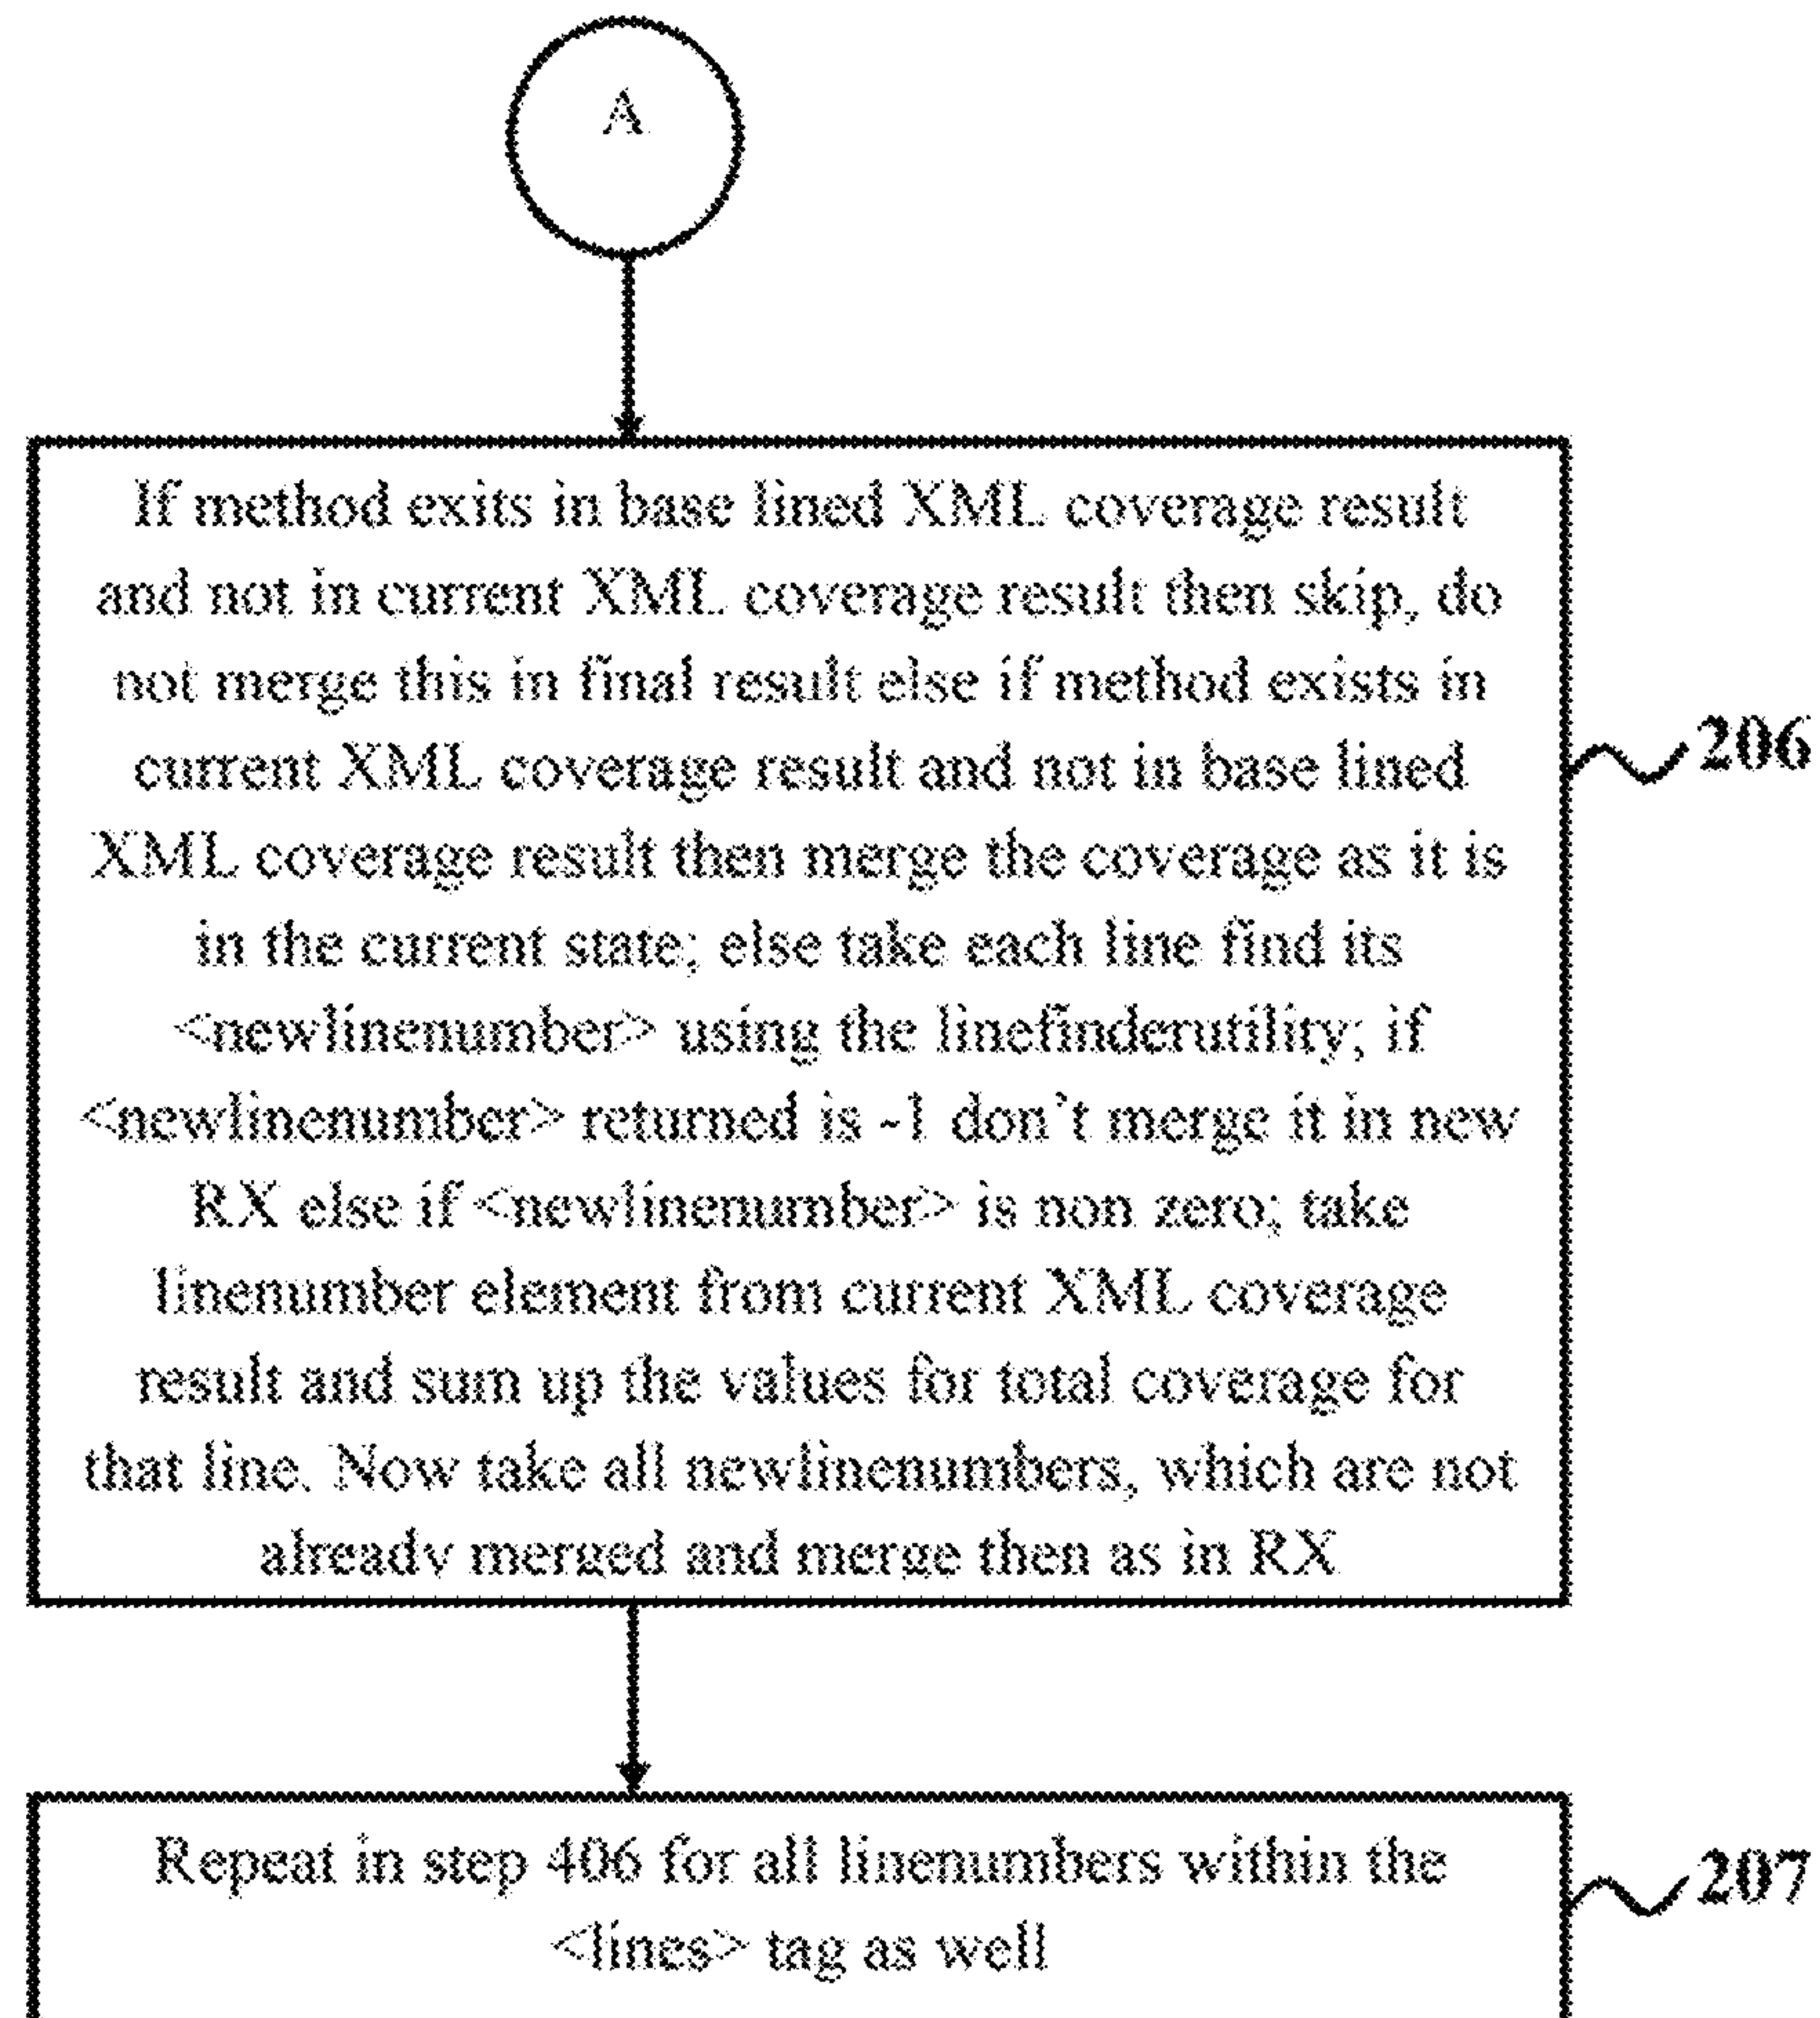 A
If method exits in base lined XML coverage result
and not in current XML coverage result then skip, do
not merge this in final result else if method exists in
current XML coverage result and not in base lined
XML coverage result then merge the coverage as it is
in the current state; else take each line find its
<newlinenumber> using the linefinderutility; if
<newlinenumber> returned is -1 don't merge it in new
RX else if <newlinenumber> is non zero; take
linenumber element from current XML coverage
result and sum up the values for total coverage for
that line. Now take all newlinenumbers, which are not
already merged and merge then as in RX
206
Repeat in step 406 for all linenumbers within the
<lines> tag as well
207